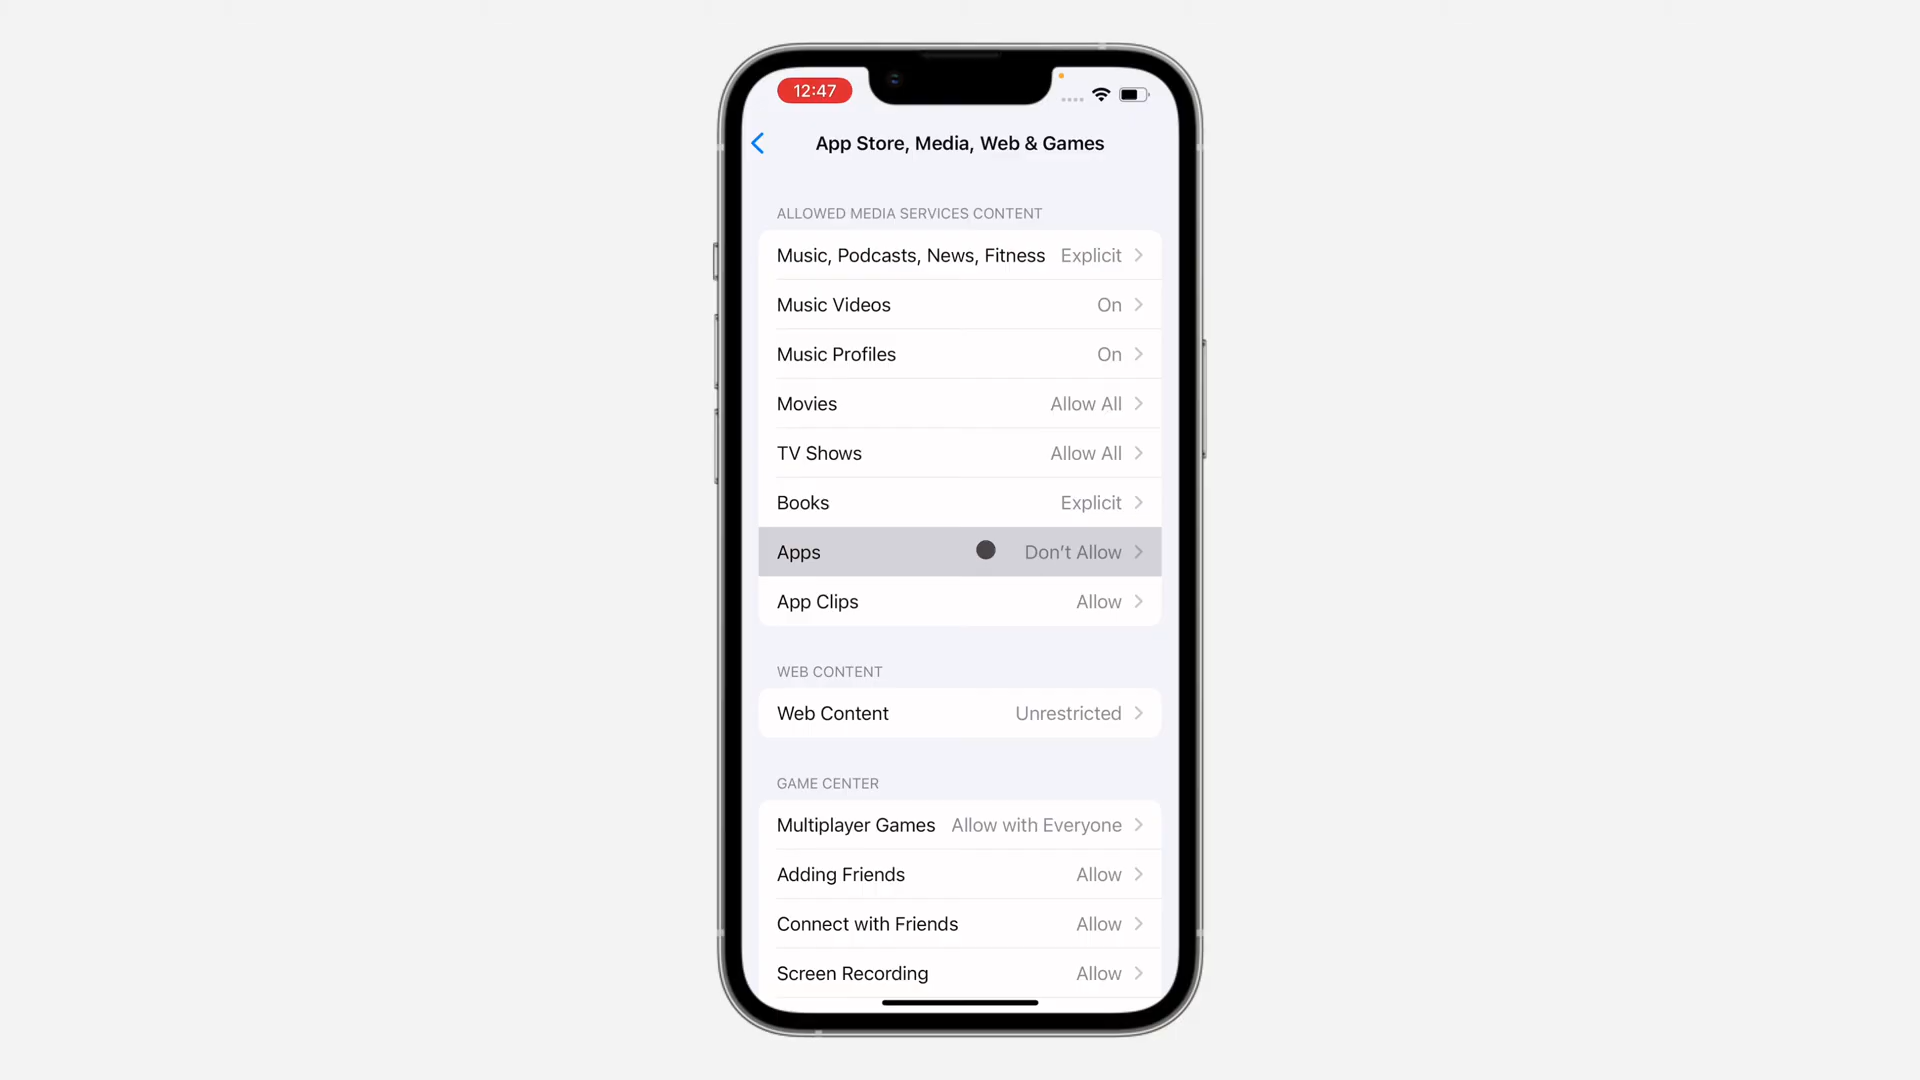 12:47
App Store, Media, Web & Games
ALLOWED MEDIA SERVICES CONTENT
Music, Podcasts, News, Fitness Explicit
Music Videos On
Music Profiles On
Movies Allow All
TV Shows Allow All
Books Explicit
Apps Don’t Allow
App Clips Allow
WEB CONTENT
Web Content Unrestricted
GAME CENTER
Multiplayer Games Allow with Everyone
Adding Friends Allow
Connect with Friends Allow
Screen Recording Allow